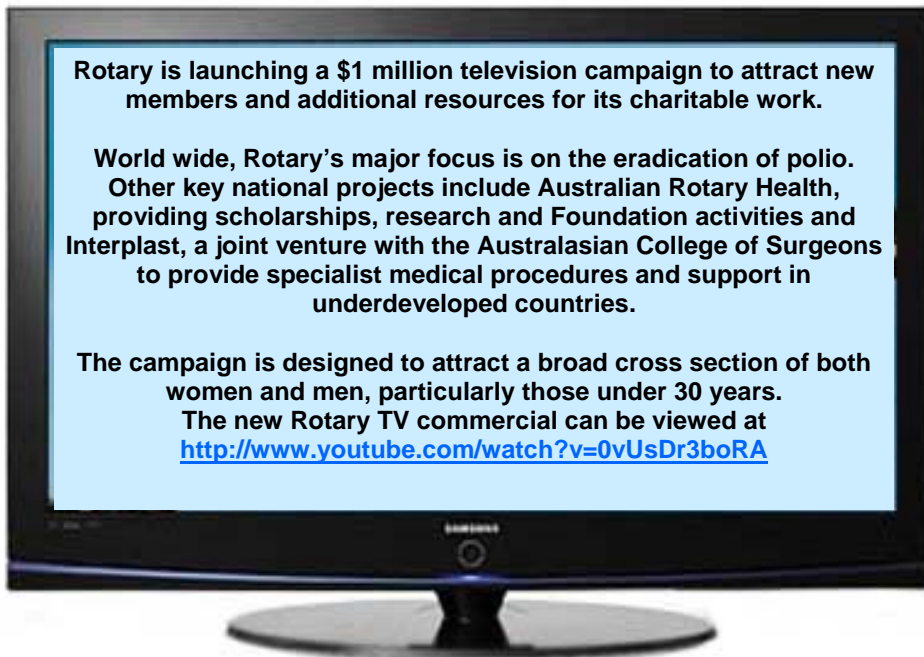 Rotary is launching a $1 million television campaign to attract new
members and additional resources for its charitable work.
World wide, Rotary's major focus is on the eradication of polio.
Other key national projects include Australian Rotary Health,
providing scholarships, research and Foundation activities and
Interplast, a joint venture with the Australasian College of Surgeons
to provide specialist medical procedures and support in
underdeveloped countries.
The campaign is designed to attract a broad cross section of both
women and men, particularly those under 30 years.
The new Rotary TV commercial can be viewed at
http://www.youtube.com/watch?v=0vUsDr3boRA
SAMSUNG